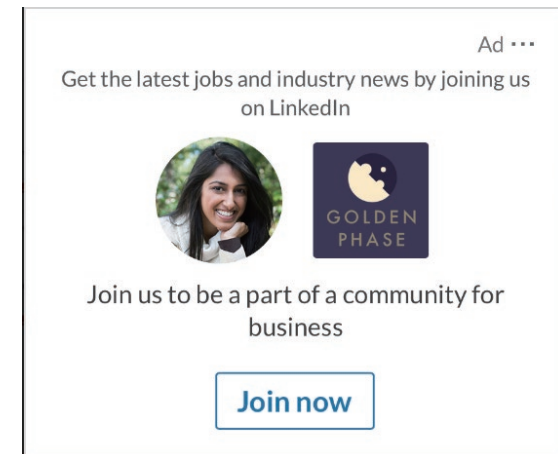 Ad ···
Get the latest jobs and industry news by joining us
on LinkedIn
GOLDEN
PHASE
Join us to be a part of a community for
business
Join now